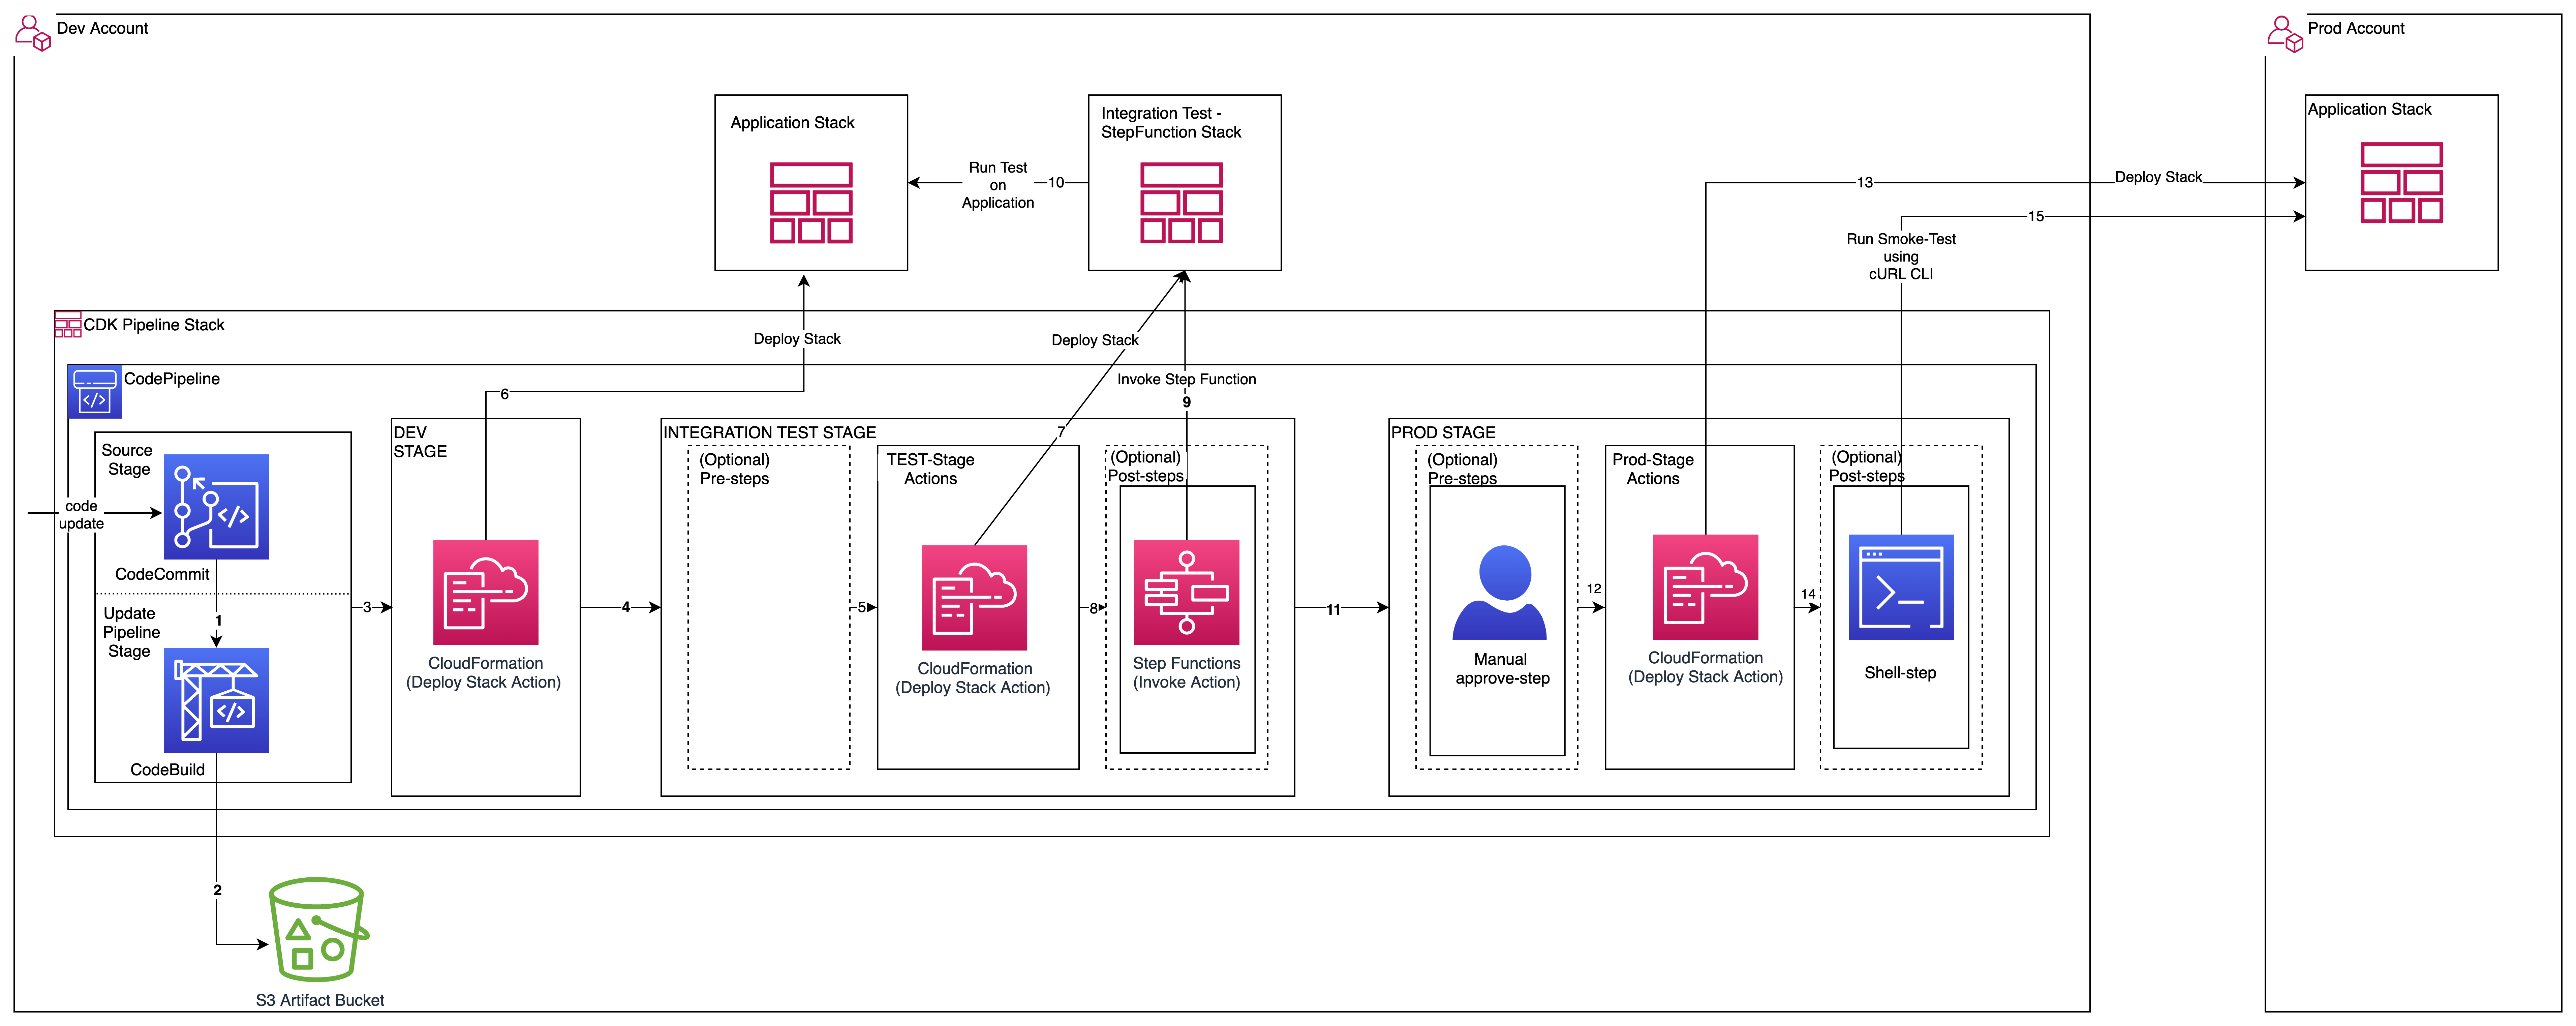 Dev Account
Prod Account
Application Stack
Integration Test -
StepFunction Stack
Application Stack
Run Test
on
Application
10
13
Deploy Stack
15
Run Smoke-Test
using
cURL CLI
CDK Pipeline Stack
Deploy Stack
Deploy Stack
CodePipeline
Invoke Step Function
6
9
7
Source
Stage
code
update
CodeCommit
1
Update
Pipeline
Stage
CodeBuild
2
S3 Artifact Bucket
3
DEV
STAGE
CloudFormation
(Deploy Stack Action)
4
INTEGRATION TEST STAGE
(Optional)
Pre-steps
5
TEST-Stage
Actions
CloudFormation
(Deploy Stack Action)
8
(Optional)
Post-steps
Step Functions
(Invoke Action)
11
PROD STAGE
(Optional)
Pre-steps
Manual
approve-step
12
Prod-Stage
Actions
CloudFormation
(Deploy Stack Action)
14
(Optional)
Post-steps
Shell-step